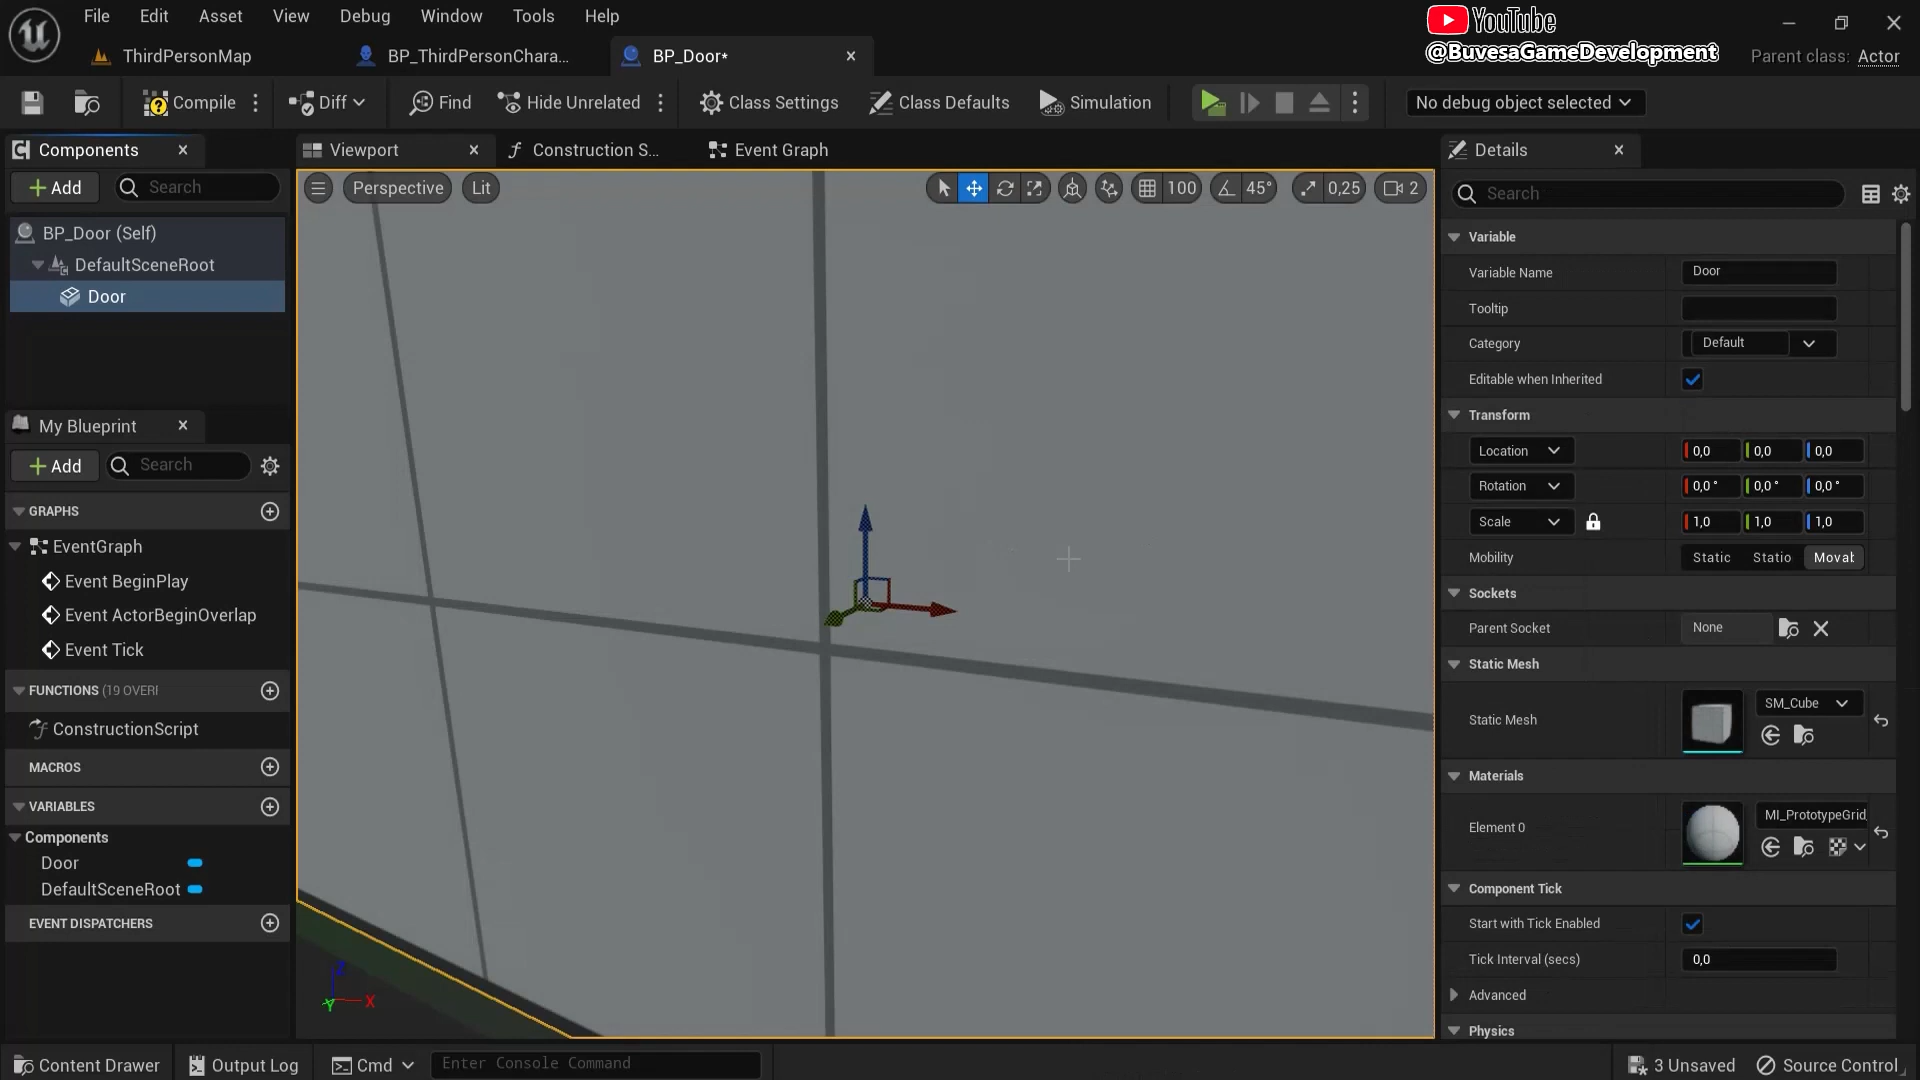 File Edit Asset View Debug Window Tools Help
YouTube
@BuvesaGameDevelopment
ThirdPersonMap
BP_ThirdPersonChara...
BP_Door*
Parent class: Actor
Compile
Diff
Find
Hide Unrelated
Class Settings
Class Defaults
Simulation
No debug object selected
Components
Viewport
Construction S...
Event Graph
Details
Add
Search
Perspective
Lit
100
45°
0,25
2
Search
BP_Door (Self)
DefaultSceneRoot
Door
My Blueprint
Add
Search
GRAPHS
EventGraph
Event BeginPlay
Event ActorBeginOverlap
Event Tick
FUNCTIONS (19 OVERI
ConstructionScript
MACROS
VARIABLES
Components
Door
DefaultSceneRoot
EVENT DISPATCHERS
Z
Y
X
Variable
Variable Name Door
Tooltip
Category Default
Editable when Inherited
Transform
Location 0,0 0,0 0,0
Rotation 0,0 ° 0,0 ° 0,0 °
Scale 1,0 1,0 1,0
Mobility Static Statio Movab
Sockets
Parent Socket None
Static Mesh
Static Mesh SM_Cube
Materials
Element 0 MI_PrototypeGrid_
Component Tick
Start with Tick Enabled
Tick Interval (secs) 0,0
Advanced
Physics
Content Drawer
Output Log
Cmd
Enter Console Command
3 Unsaved
Source Control